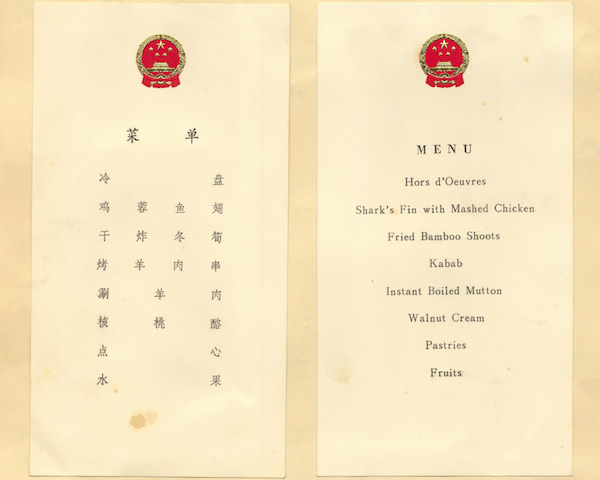 菜 单
冷 盘
鸡 蓉 鱼 翅
干 炸 冬 筍
烤 羊 肉 串
涮 羊 肉
核 桃 酪
点 心
水 果
MENU
Hors d'Oeuvres
Shark's Fin with Mashed Chicken
Fried Bamboo Shoots
Kabab
Instant Boiled Mutton
Walnut Cream
Pastries
Fruits